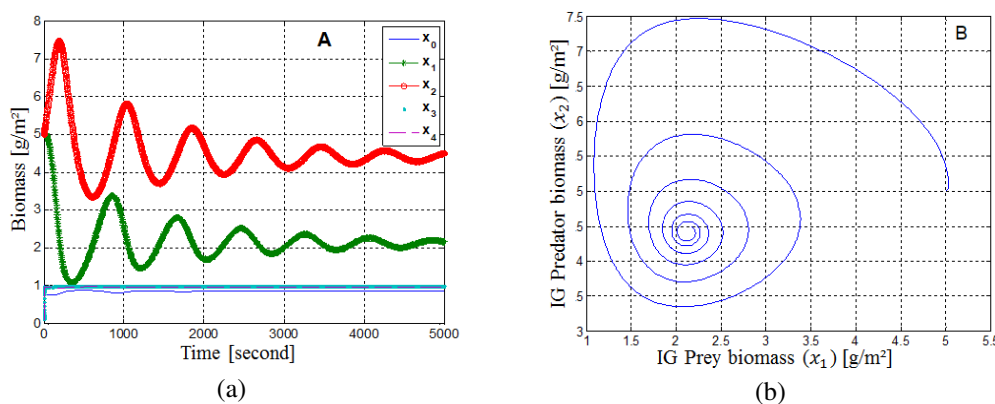 A
8
7
6
5
4
3
2
1
0
Biomass [g/m²]
x0
x1
x2
x3
x4
0
1000
2000
3000
4000
5000
Time [second]
(a)
B
7.5
7
.5
6
5
5
5
4
.5
3
IG Predator biomass (x₂) [g/m²]
1
1.5
2
2.5
3
3.5
4
4.5
5
5.5
IG Prey biomass (x₁) [g/m²]
(b)